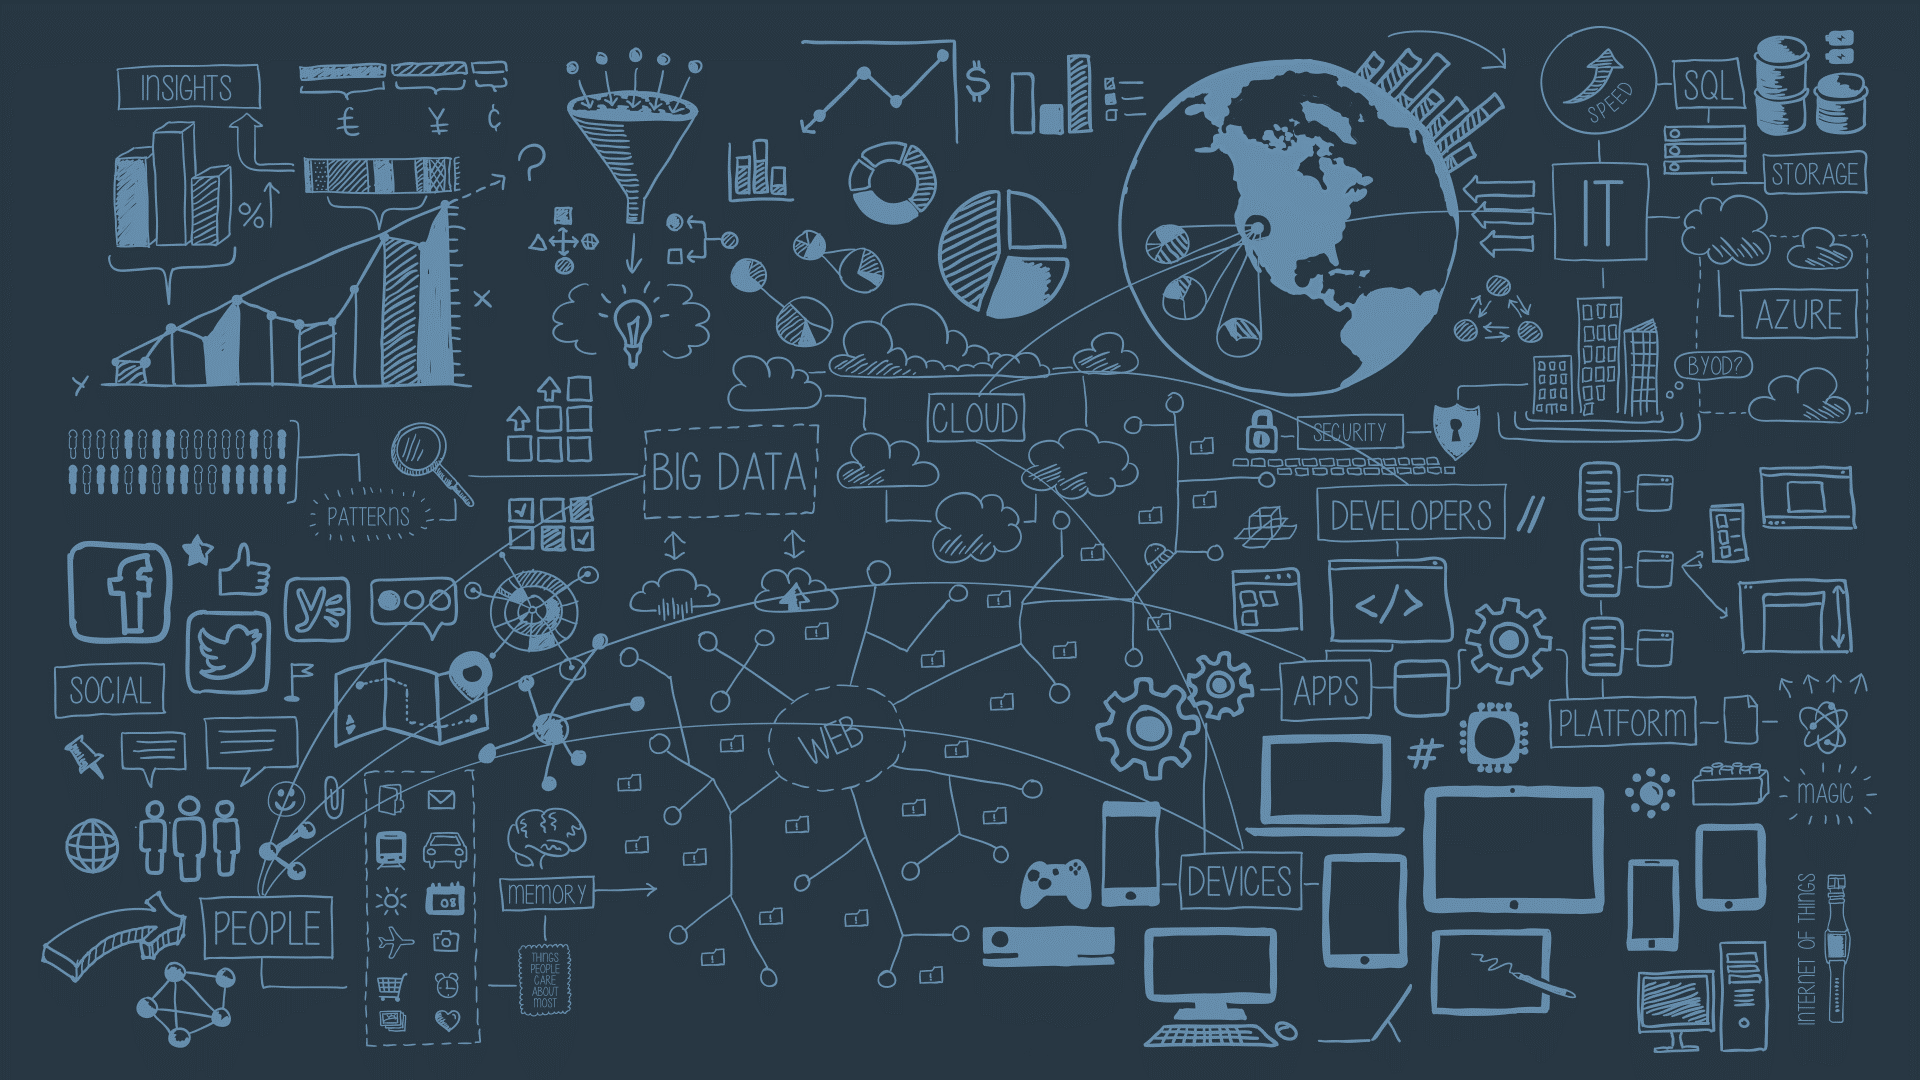 INSIGHTS
€
¥
¢
%
?
X
Y
$
SPEED
SQL
STORAGE
IT
AZURE
BYOD?
CLOUD
SECURITY
BIG DATA
PATTERNS
DEVELOPERS
//
</>
f
y
SOCIAL
WEB
APPS
PLATFORM
#
MAGIC
PEOPLE
08
MEMORY
THINGS
PEOPLE
CARE
ABOUT
MOST
DEVICES
INTERNET OF THINGS